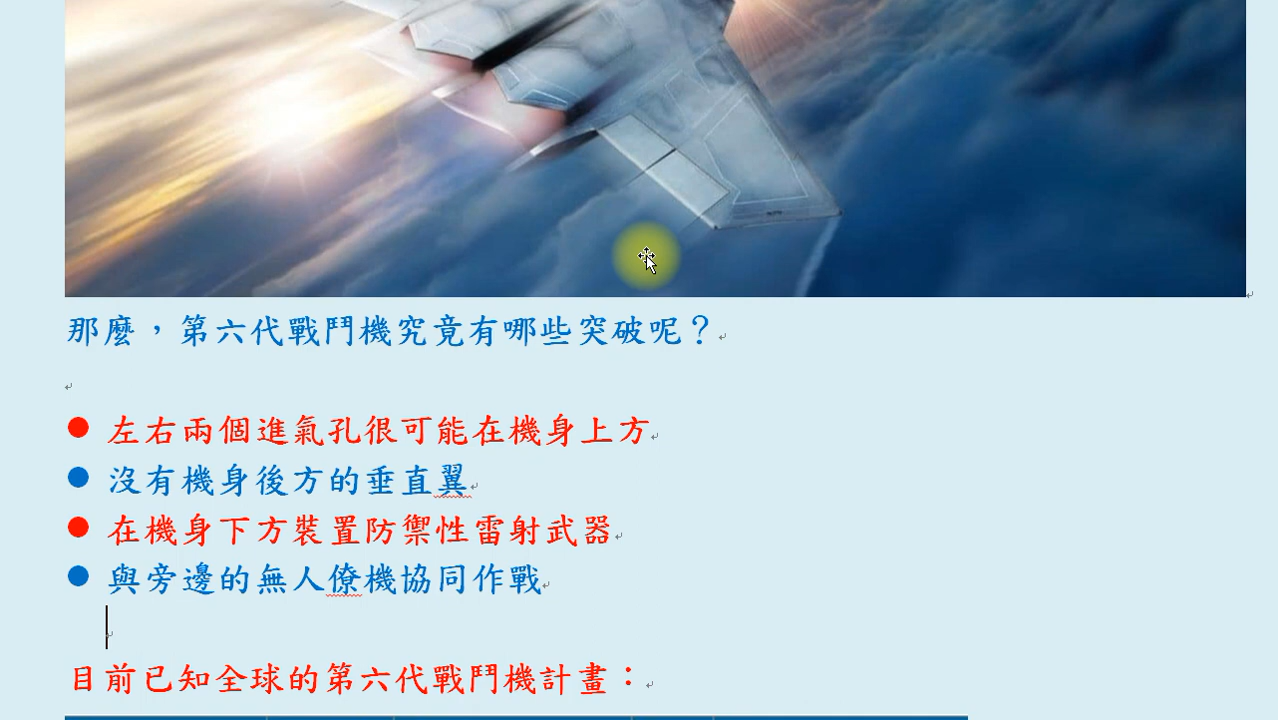 那麼，第六代戰鬥機究竟有哪些突破呢？
左右兩個進氣孔很可能在機身上方
沒有機身後方的垂直翼
在機身下方裝置防禦性雷射武器
與旁邊的無人僚機協同作戰
目前已知全球的第六代戰鬥機計畫：